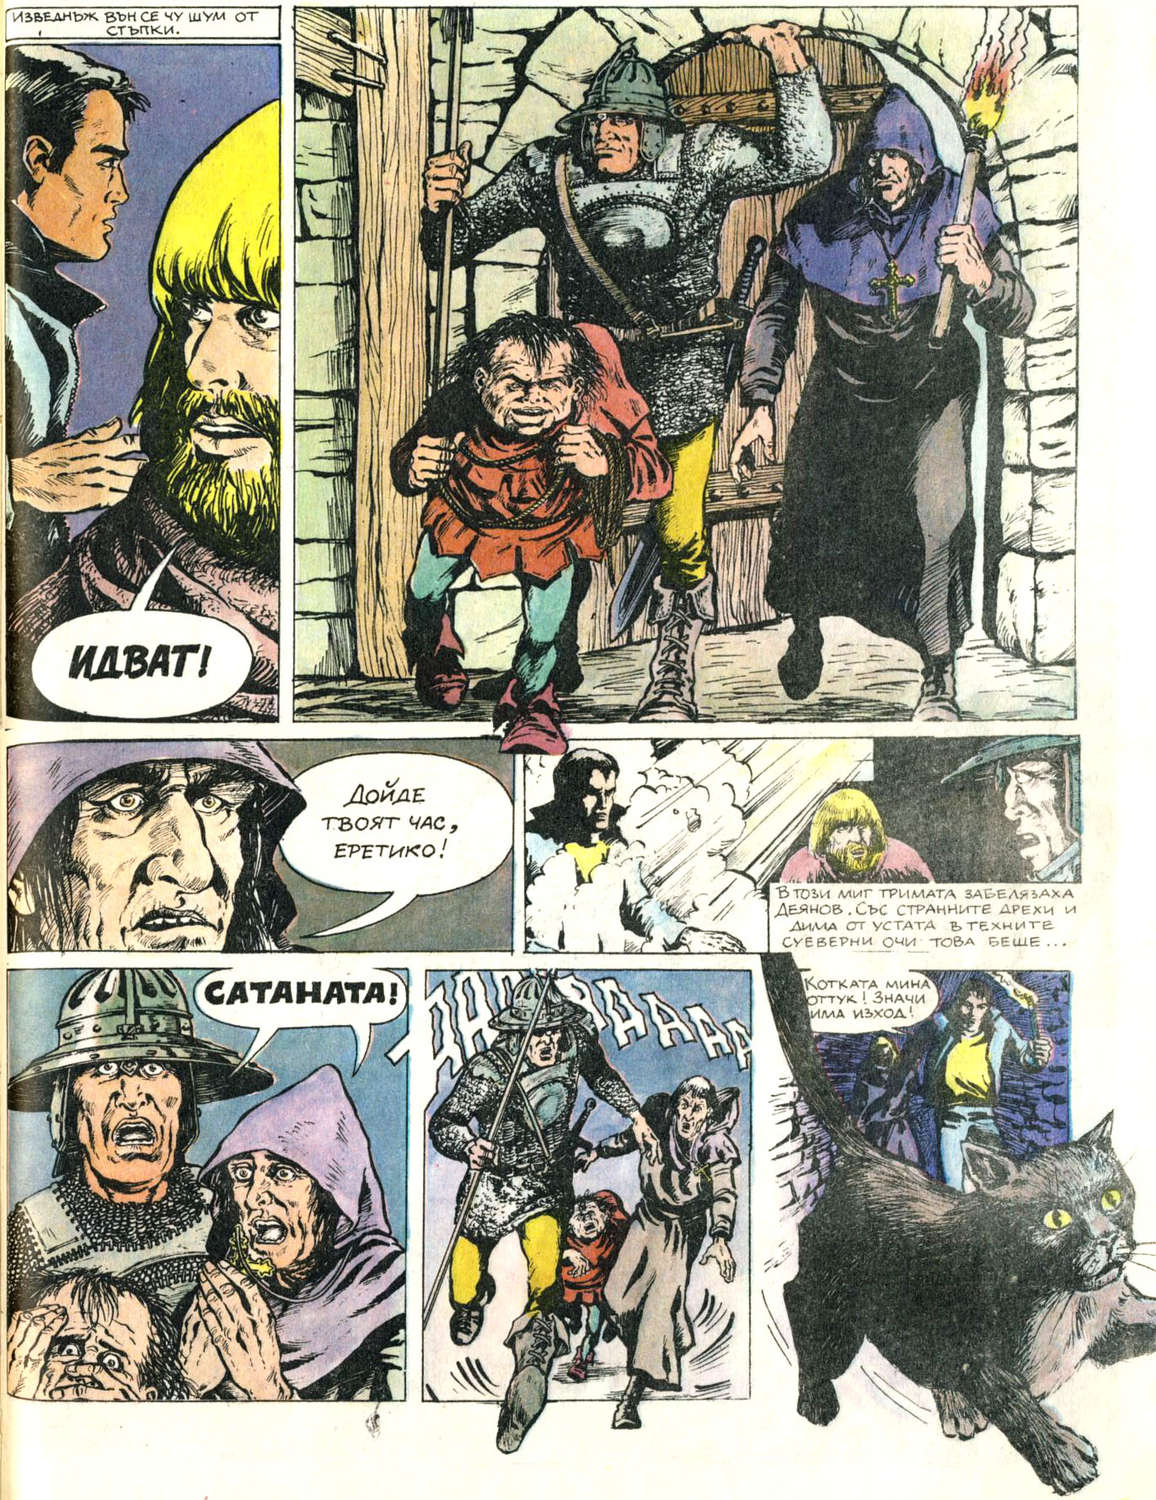 ИЗВЕДНЪЖ ВЪН СЕ ЧУ ШУМ ОТ
СТЪПКИ.
ИДВАТ!
ДОЙДЕ
ТВОЯТ ЧАС,
ЕРЕТИКО!
В ТОЗИ МИГ ТРИМАТА ЗАБЕЛЯЗАХА
ДЕЯНОВ. СЪС СТРАННИТЕ ДРЕХИ И
ДИМА ОТ УСТАТА В ТЕХНИТЕ
СУЕВЕРНИ ОЧИ ТОВА БЕШЕ...
САТАНАТА!
КОТКАТА МИНА
ОТТУК! ЗНАЧИ
ИМА ИЗХОД!